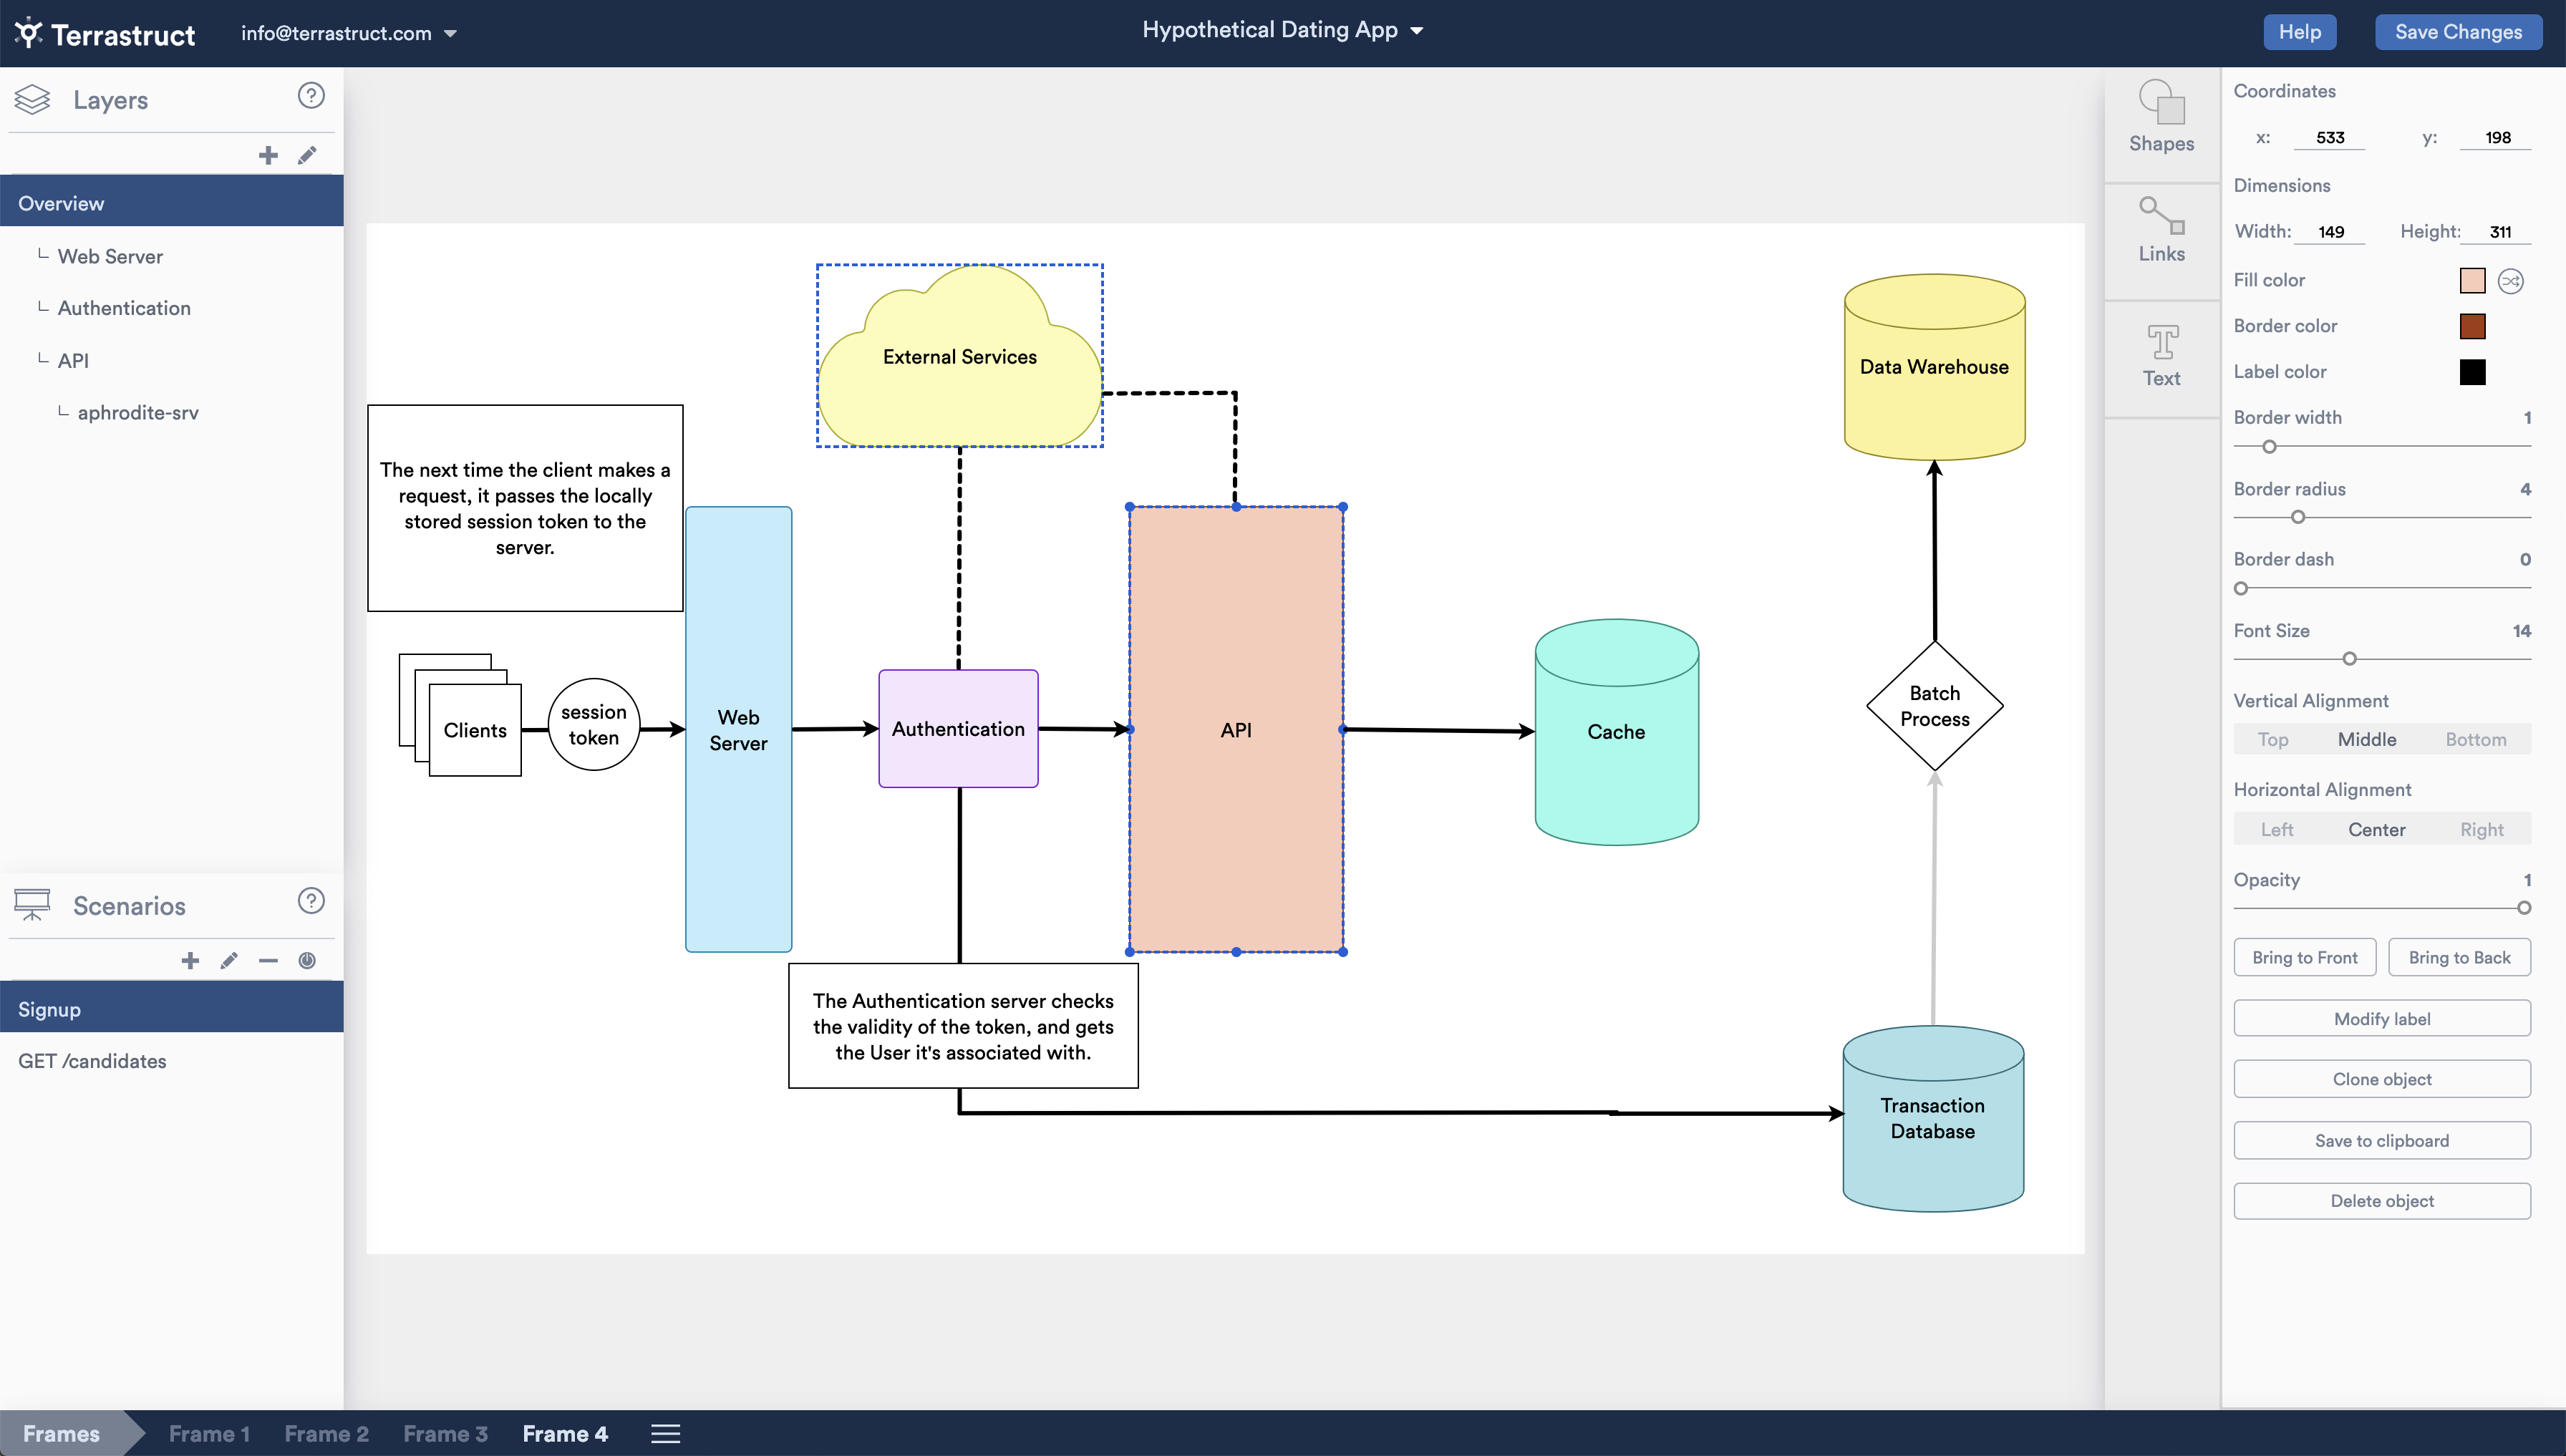 Terrastruct
info@terrastruct.com
Hypothetical Dating App
Help
Save Changes
Layers
?
Overview
Web Server
Authentication
API
aphrodite-srv
Scenarios
?
Signup
GET /candidates
External Services
The next time the client makes a
request, it passes the locally
stored session token to the
server.
Clients
session
token
Web
Server
Authentication
API
Cache
Data Warehouse
Batch
Process
The Authentication server checks
the validity of the token, and gets
the User it's associated with.
Transaction
Database
Shapes
Links
Text
Coordinates
x: 533 y: 198
Dimensions
Width: 149 Height: 311
Fill color
Border color
Label color
Border width 1
Border radius 4
Border dash 0
Font Size 14
Vertical Alignment
Top Middle Bottom
Horizontal Alignment
Left Center Right
Opacity 1
Bring to Front Bring to Back
Modify label
Clone object
Save to clipboard
Delete object
Frames Frame 1 Frame 2 Frame 3 Frame 4